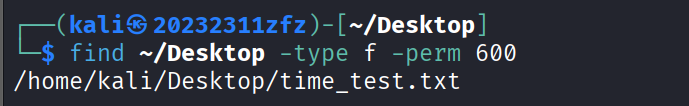 ┌──(kali㉿20232311zfz)-[~/Desktop]
└─$ find ~/Desktop -type f -perm 600
/home/kali/Desktop/time_test.txt